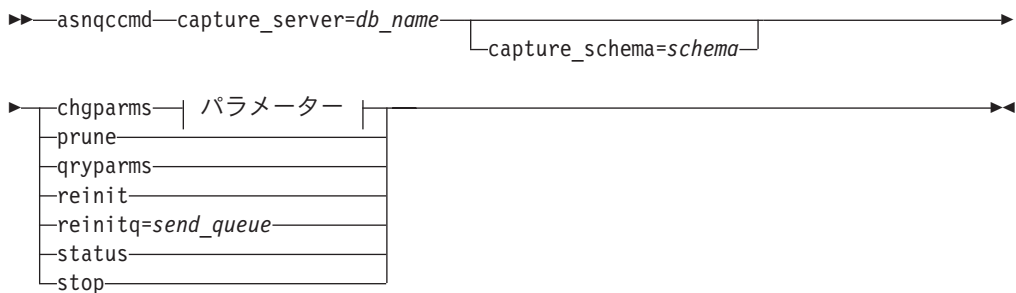 asnqccmd capture_server=db_name
capture_schema=schema
chgparms パラメーター
prune
qryparms
reinit
reinitq=send_queue
status
stop